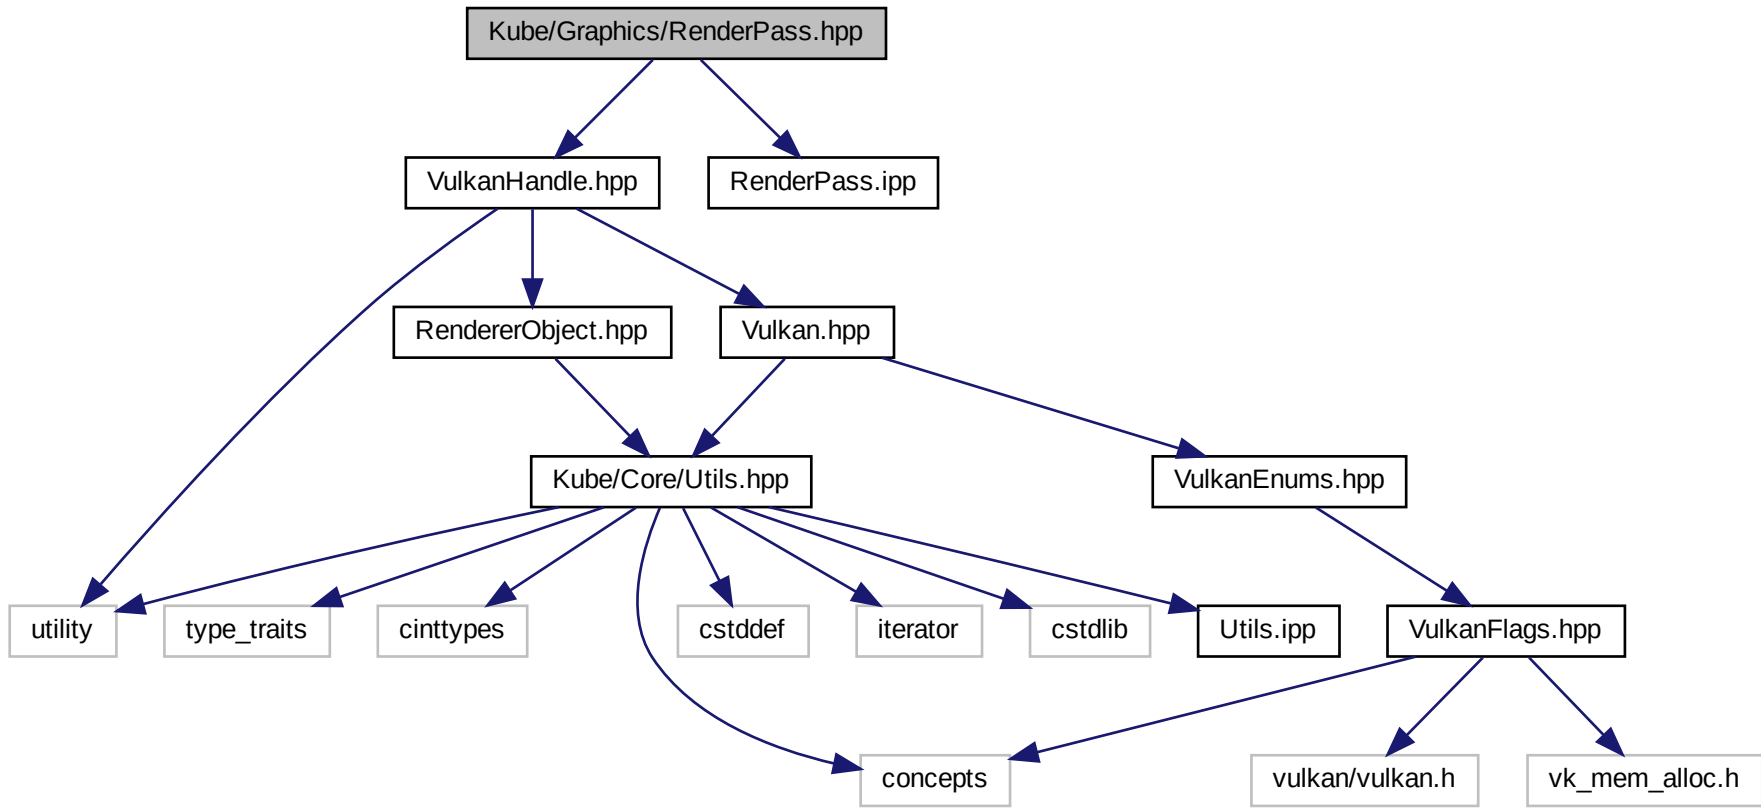 Kube/Graphics/RenderPass.hpp
VulkanHandle.hpp
RenderPass.ipp
RendererObject.hpp
Vulkan.hpp
Kube/Core/Utils.hpp
VulkanEnums.hpp
utility
type_traits
cinttypes
cstddef
iterator
cstdlib
Utils.ipp
VulkanFlags.hpp
concepts
vulkan/vulkan.h
vk_mem_alloc.h